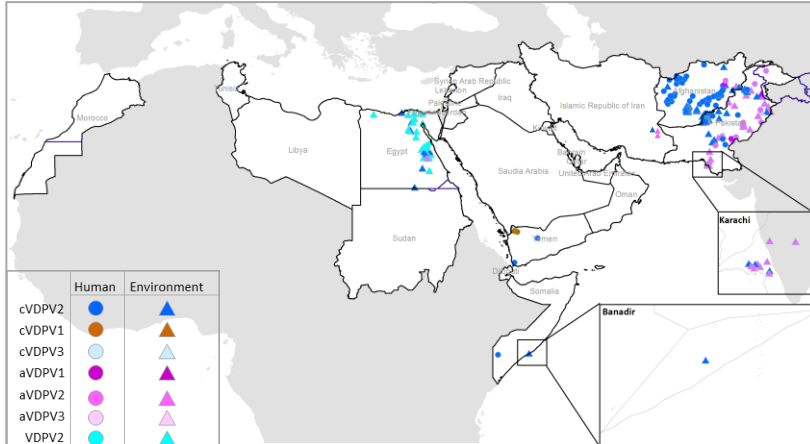 Tunisia
Morocco
Syrian Arab Republic
Lebanon
Iraq
Islamic Republic of Iran
Afghanistan
Pakistan
Libya
Egypt
Bahrain
Saudia Arabia
United Arab Emirates
Oman
Sudan
Yemen
Djibouti
Somalia
Karachi
Banadir
Human Environment
cVDPV2
cVDPV1
cVDPV3
aVDPV1
aVDPV2
aVDPV3
VDPV2